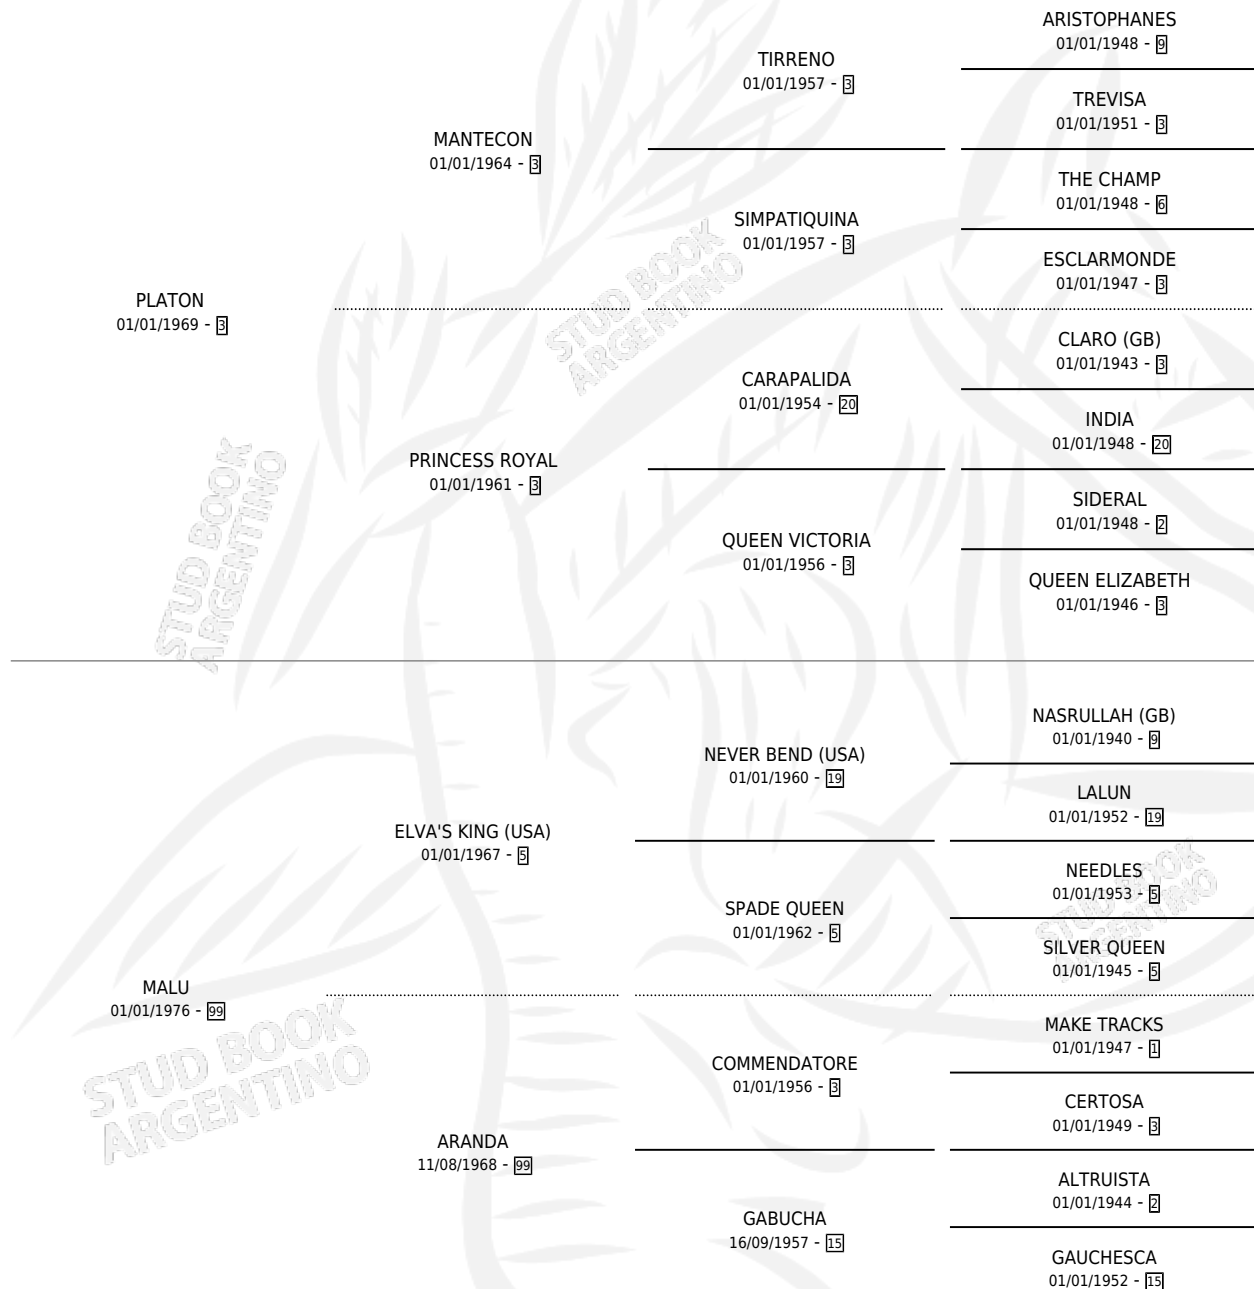 ARISTOPHANES
01/01/1948 - 9
TIRRENO
01/01/1957 - 3
TREVISA
01/01/1951 - 3
MANTECON
01/01/1964 - 3
THE CHAMP
01/01/1948 - 6
SIMPATIQUINA
01/01/1957 - 3
ESCLARMONDE
01/01/1947 - 3
PLATON
01/01/1969 - 3
CLARO (GB)
01/01/1943 - 3
CARAPALIDA
01/01/1954 - 20
INDIA
01/01/1948 - 20
PRINCESS ROYAL
01/01/1961 - 3
SIDERAL
01/01/1948 - 2
QUEEN VICTORIA
01/01/1956 - 3
QUEEN ELIZABETH
01/01/1946 - 3
STUD BOOK
ARGENTINO
STUD BOOK
ARGENTINO
NASRULLAH (GB)
01/01/1940 - 9
NEVER BEND (USA)
01/01/1960 - 19
LALUN
01/01/1952 - 19
ELVA'S KING (USA)
01/01/1967 - 5
NEEDLES
01/01/1953 - 5
SPADE QUEEN
01/01/1962 - 5
SILVER QUEEN
01/01/1945 - 5
MALU
01/01/1976 - 99
MAKE TRACKS
01/01/1947 - 1
COMMENDATORE
01/01/1956 - 3
CERTOSA
01/01/1949 - 3
ARANDA
11/08/1968 - 99
ALTRUISTA
01/01/1944 - 2
GABUCHA
16/09/1957 - 15
GAUCHESCA
01/01/1952 - 15
STUD BOOK
ARGENTINO
STUD BOOK
ARGENTINO